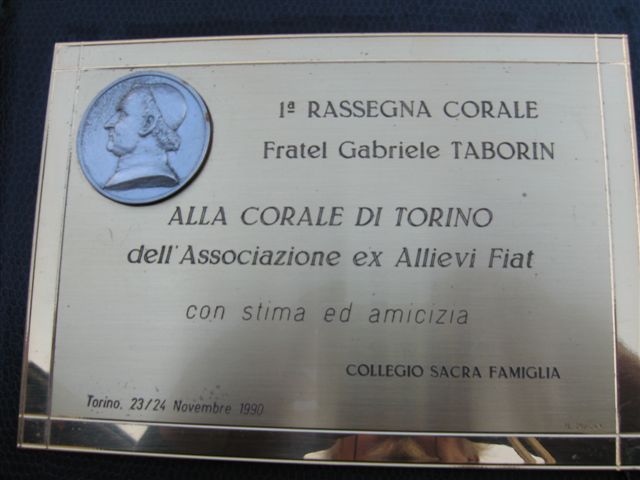 1ª RASSEGNA CORALE
Fratel Gabriele TABORIN
ALLA CORALE DI TORINO
dell'Associazione ex Allievi Fiat
con stima ed amicizia
COLLEGIO SACRA FAMIGLIA
Torino, 23/24 Novembre 1990